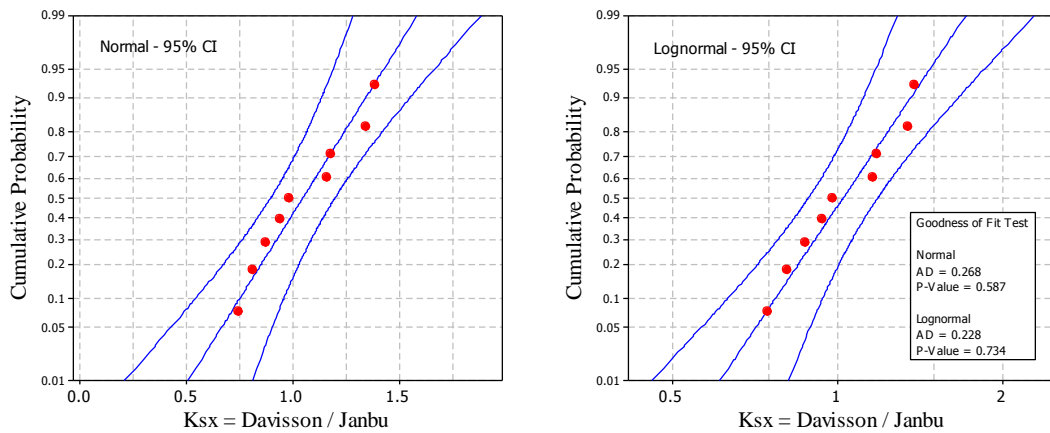 Normal - 95% CI
Cumulative Probability
0.99
0.95
0.9
0.8
0.7
0.6
0.5
0.4
0.3
0.2
0.1
0.05
0.01
0.0
0.5
1.0
1.5
Ksx = Davisson / Janbu
Lognormal - 95% CI
Cumulative Probability
0.99
0.95
0.9
0.8
0.7
0.6
0.5
0.4
0.3
0.2
0.1
0.05
0.01
0.5
1
2
Ksx = Davisson / Janbu
Goodness of Fit Test
Normal
AD = 0.268
P-Value = 0.587
Lognormal
AD = 0.228
P-Value = 0.734